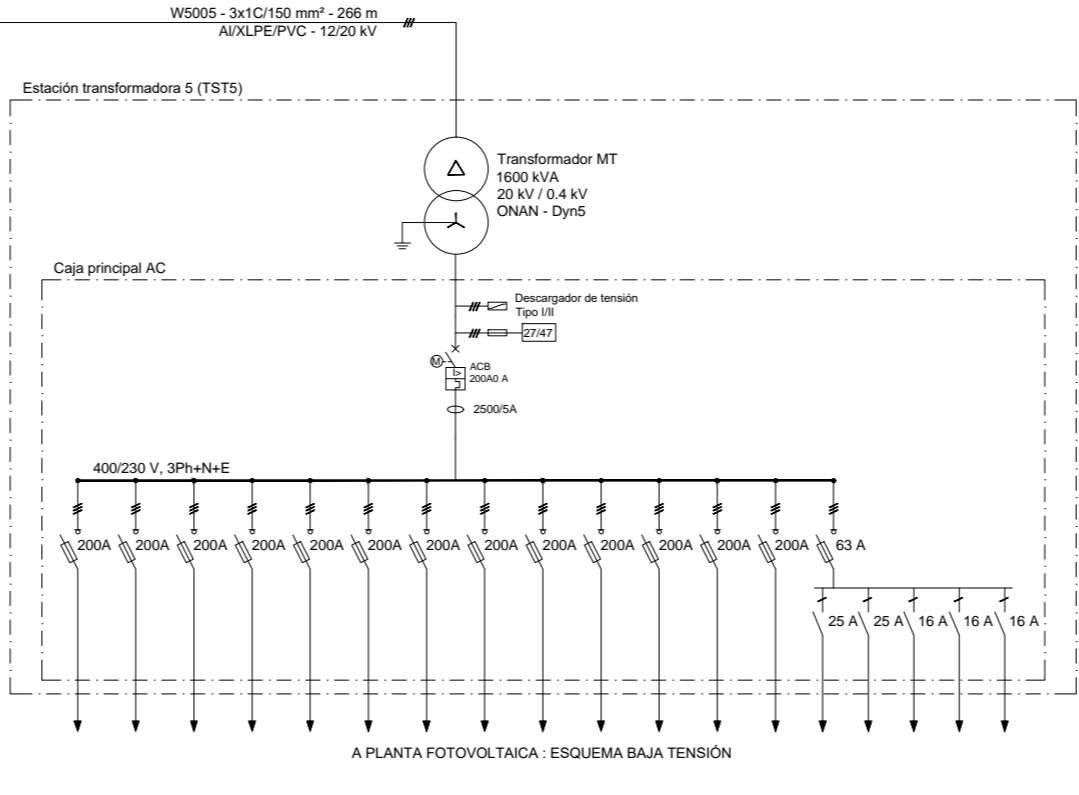 W5005 - 3x1C/150 mm² - 266 m
Al/XLPE/PVC - 12/20 kV
Estación transformadora 5 (TST5)
Transformador MT
1600 kVA
20 kV / 0.4 kV
ONAN - Dyn5
Caja principal AC
Descargador de tensión
Tipo I/II
27/47
M
I>
ACB
200A0 A
2500/5A
400/230 V, 3Ph+N+E
200A 200A 200A 200A 200A 200A 200A 200A 200A 200A 200A 200A 200A 63 A
25 A 25 A 16 A 16 A 16 A
A PLANTA FOTOVOLTAICA : ESQUEMA BAJA TENSIÓN